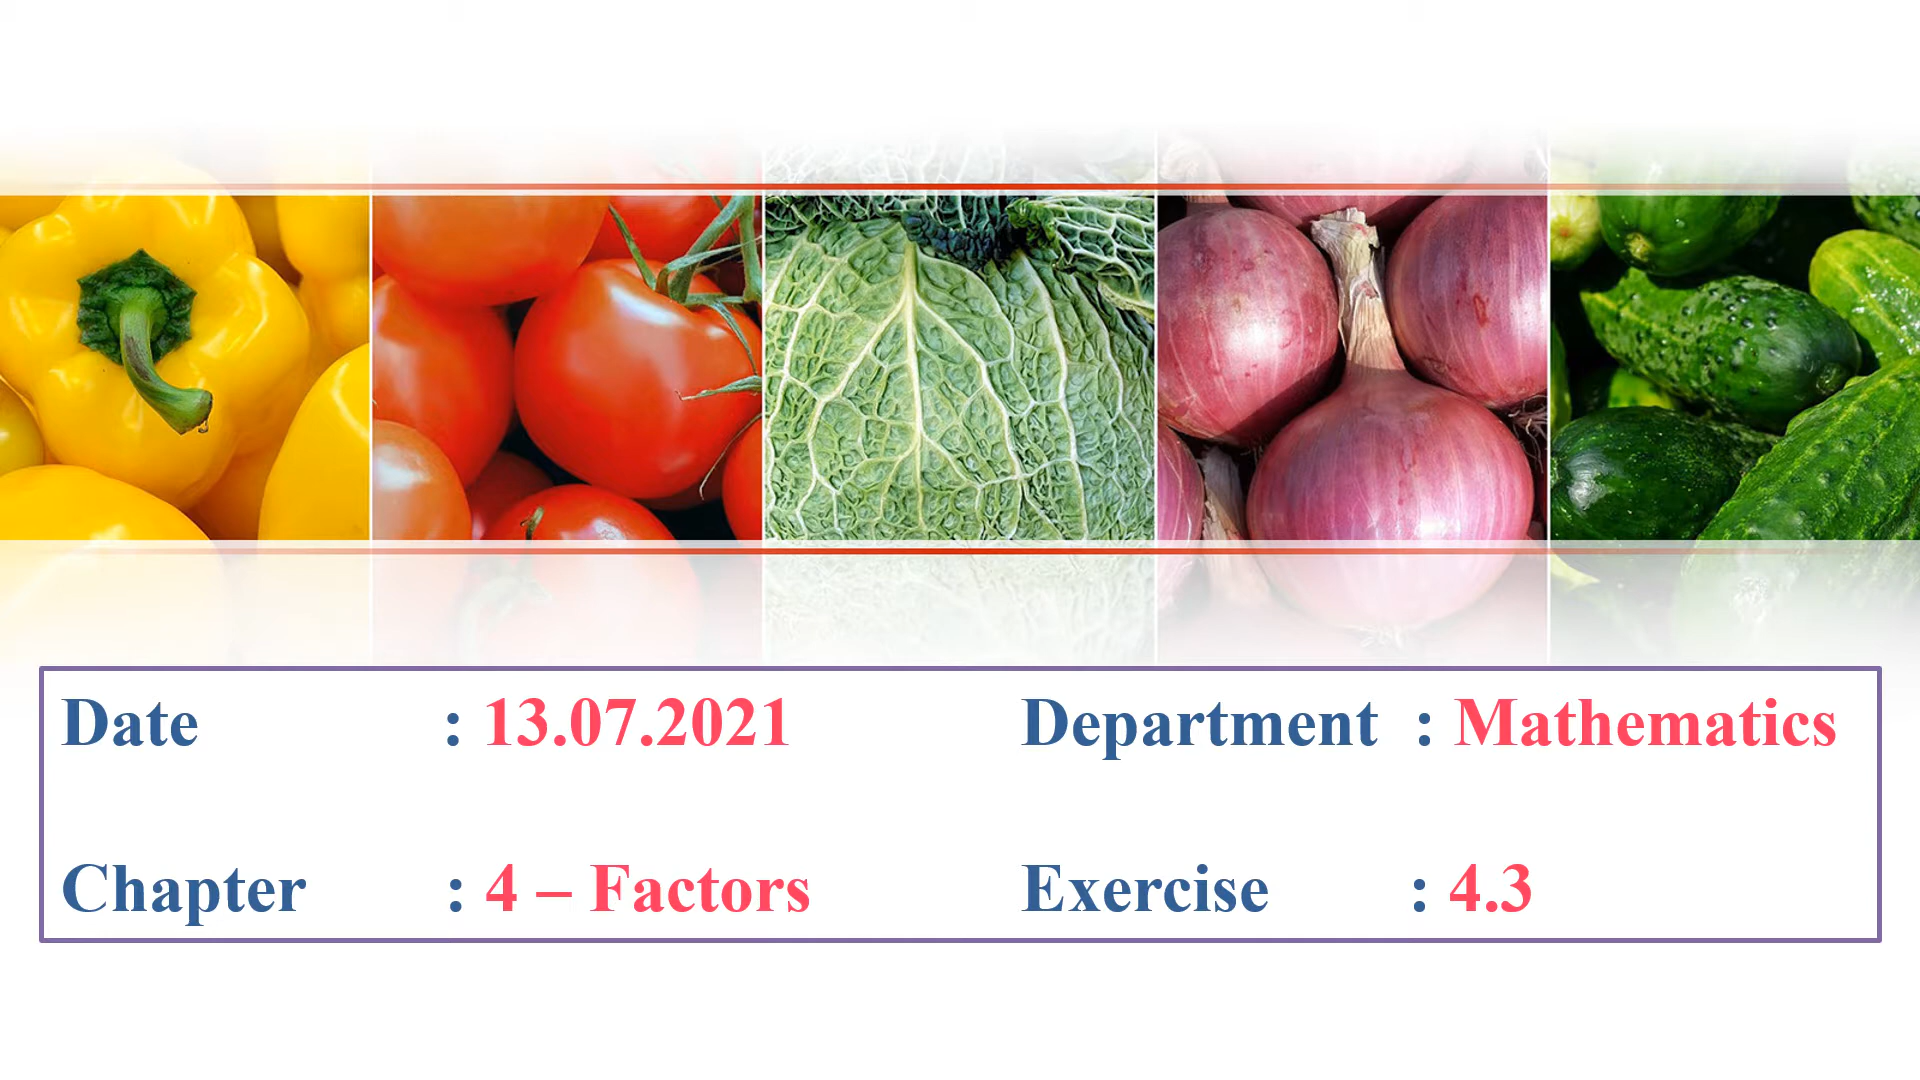 Date : 13.07.2021 Department : Mathematics
Chapter : 4 – Factors Exercise : 4.3